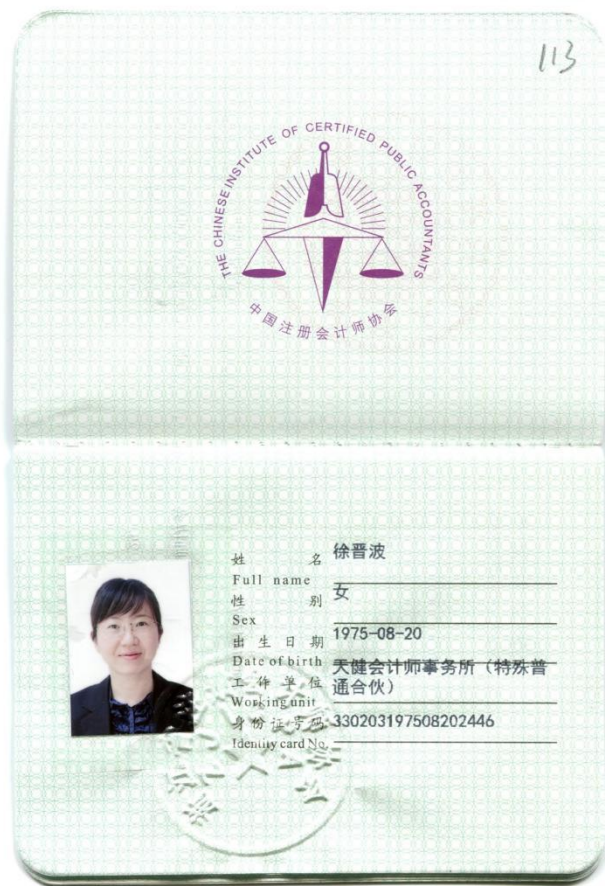 113
THE CHINESE INSTITUTE OF CERTIFIED PUBLIC ACCOUNTANTS
中国注册会计师协会
姓 名 徐晋波
Full name
性 别 女
Sex
出生日期 1975-08-20
Date of birth
工作单位 天健会计师事务所（特殊普
通合伙）
Working unit
身份证号码 330203197508202446
Identity card No.